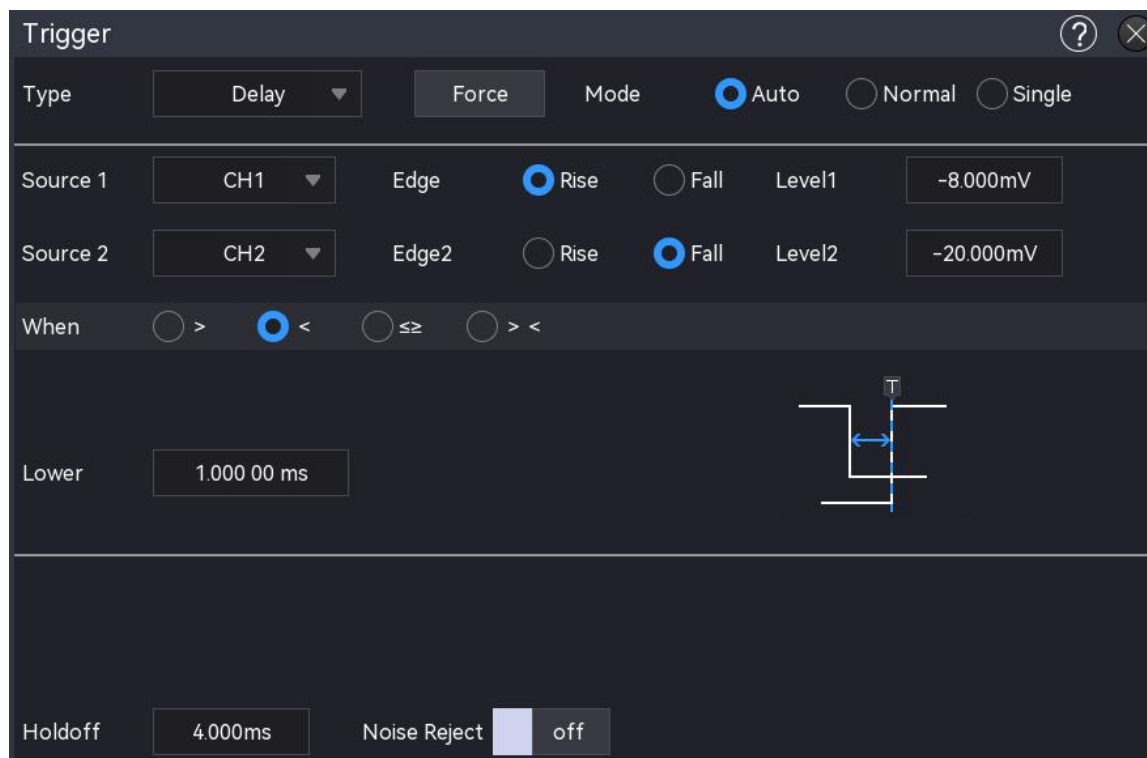 Trigger ?
Type Delay Force Mode Auto Normal Single
Source 1 CH1 Edge Rise Fall Level1 -8.000mV
Source 2 CH2 Edge2 Rise Fall Level2 -20.000mV
When > < ≤≥ > <
T
Lower 1.000 00 ms
Holdoff 4.000ms Noise Reject off